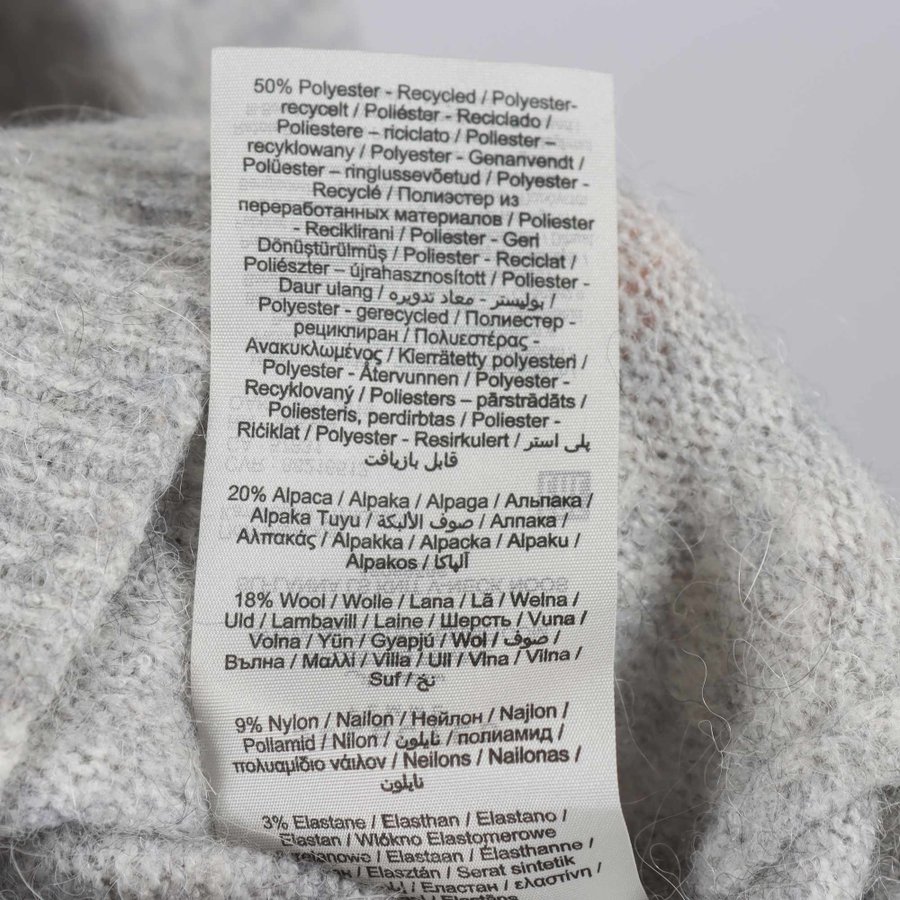 50% Polyester - Recycled / Polyester-
recycelt / Poliéster - Reciclado /
Poliestere – riciclato / Poliester –
recyklowany / Polyester - Genanvendt /
Polüester – ringlussevõetud / Polyester -
Recyclé / Полиэстер из
переработанных материалов / Poliester
- Reciklirani / Poliester - Geri
Dönüştürülmüş / Poliester - Reciclat /
Poliészter – újrahasznosított / Poliester -
Daur ulang / بوليستر - معاد تدويره /
Polyester - gerecycled / Полиестер -
рециклиран / Πολυεστέρας -
Ανακυκλωμένος / Kierrätetty polyesteri /
Polyester - Återvunnen / Polyester -
Recyklovaný / Poliesters – pārstrādāts /
Poliesteris, perdirbtas / Poliester -
Riċiklat / Polyester - Resirkulert / پلی استر
قابل بازیافت
20% Alpaca / Alpaka / Alpaga / Альпака /
Alpaka Tuyu / صوف الألبكة / Алпака /
Αλπακάς / Alpakka / Alpacka / Alpaku /
Alpakos / آلپاکا
18% Wool / Wolle / Lana / Lã / Wełna /
Uld / Lambavill / Laine / Шерсть / Vuna /
Volna / Yün / Gyapjú / Wol / صوف /
Вълна / Μαλλί / Villa / Ull / Vlna / Vilna /
Suf / نخ
9% Nylon / Nailon / Нейлон / Najlon /
Poliamid / Nilon / نايلون / полиамид /
πολυαμίδιο νάιλον / Neilons / Nailonas /
نایلون
3% Elastane / Elasthan / Elastano /
Elastan / Włókno Elastomerowe
/ Elastaan / Élasthanne /
/ Elasztán / Serat sintetik
/ Еластан / ελαστίνη /